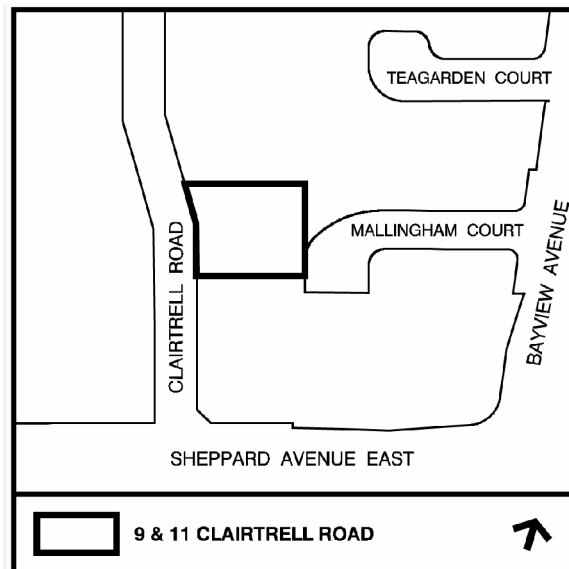 TEAGARDEN COURT
MALLINGHAM COURT
BAYVIEW AVENUE
CLAIRTRELL ROAD
SHEPPARD AVENUE EAST
9 & 11 CLAIRTRELL ROAD